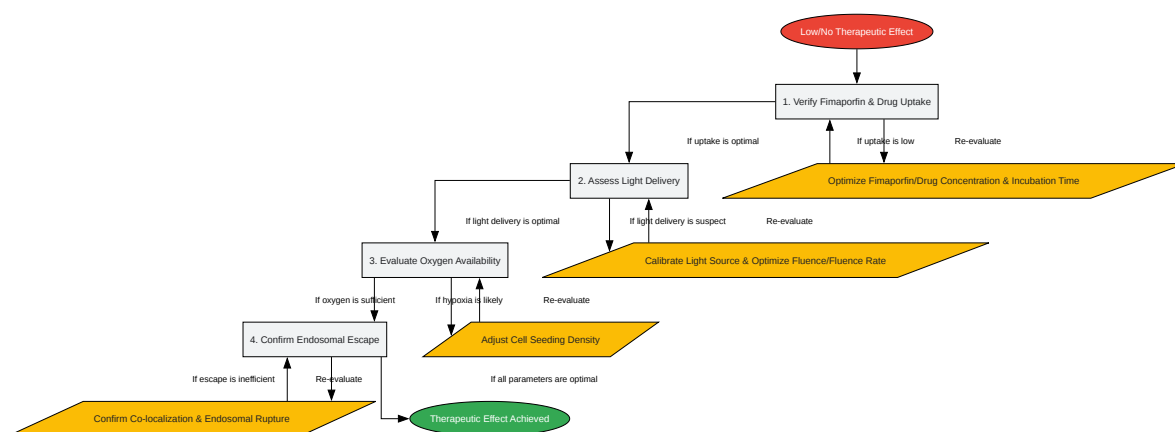 Low/No Therapeutic Effect
1. Verify Fimaporfin & Drug Uptake
If uptake is optimal
If uptake is low
Re-evaluate
2. Assess Light Delivery
Optimize Fimaporfin/Drug Concentration & Incubation Time
If light delivery is optimal
If light delivery is suspect
Re-evaluate
3. Evaluate Oxygen Availability
Calibrate Light Source & Optimize Fluence/Fluence Rate
If oxygen is sufficient
If hypoxia is likely
Re-evaluate
4. Confirm Endosomal Escape
Adjust Cell Seeding Density
If escape is inefficient
Re-evaluate
If all parameters are optimal
Confirm Co-localization & Endosomal Rupture
Therapeutic Effect Achieved